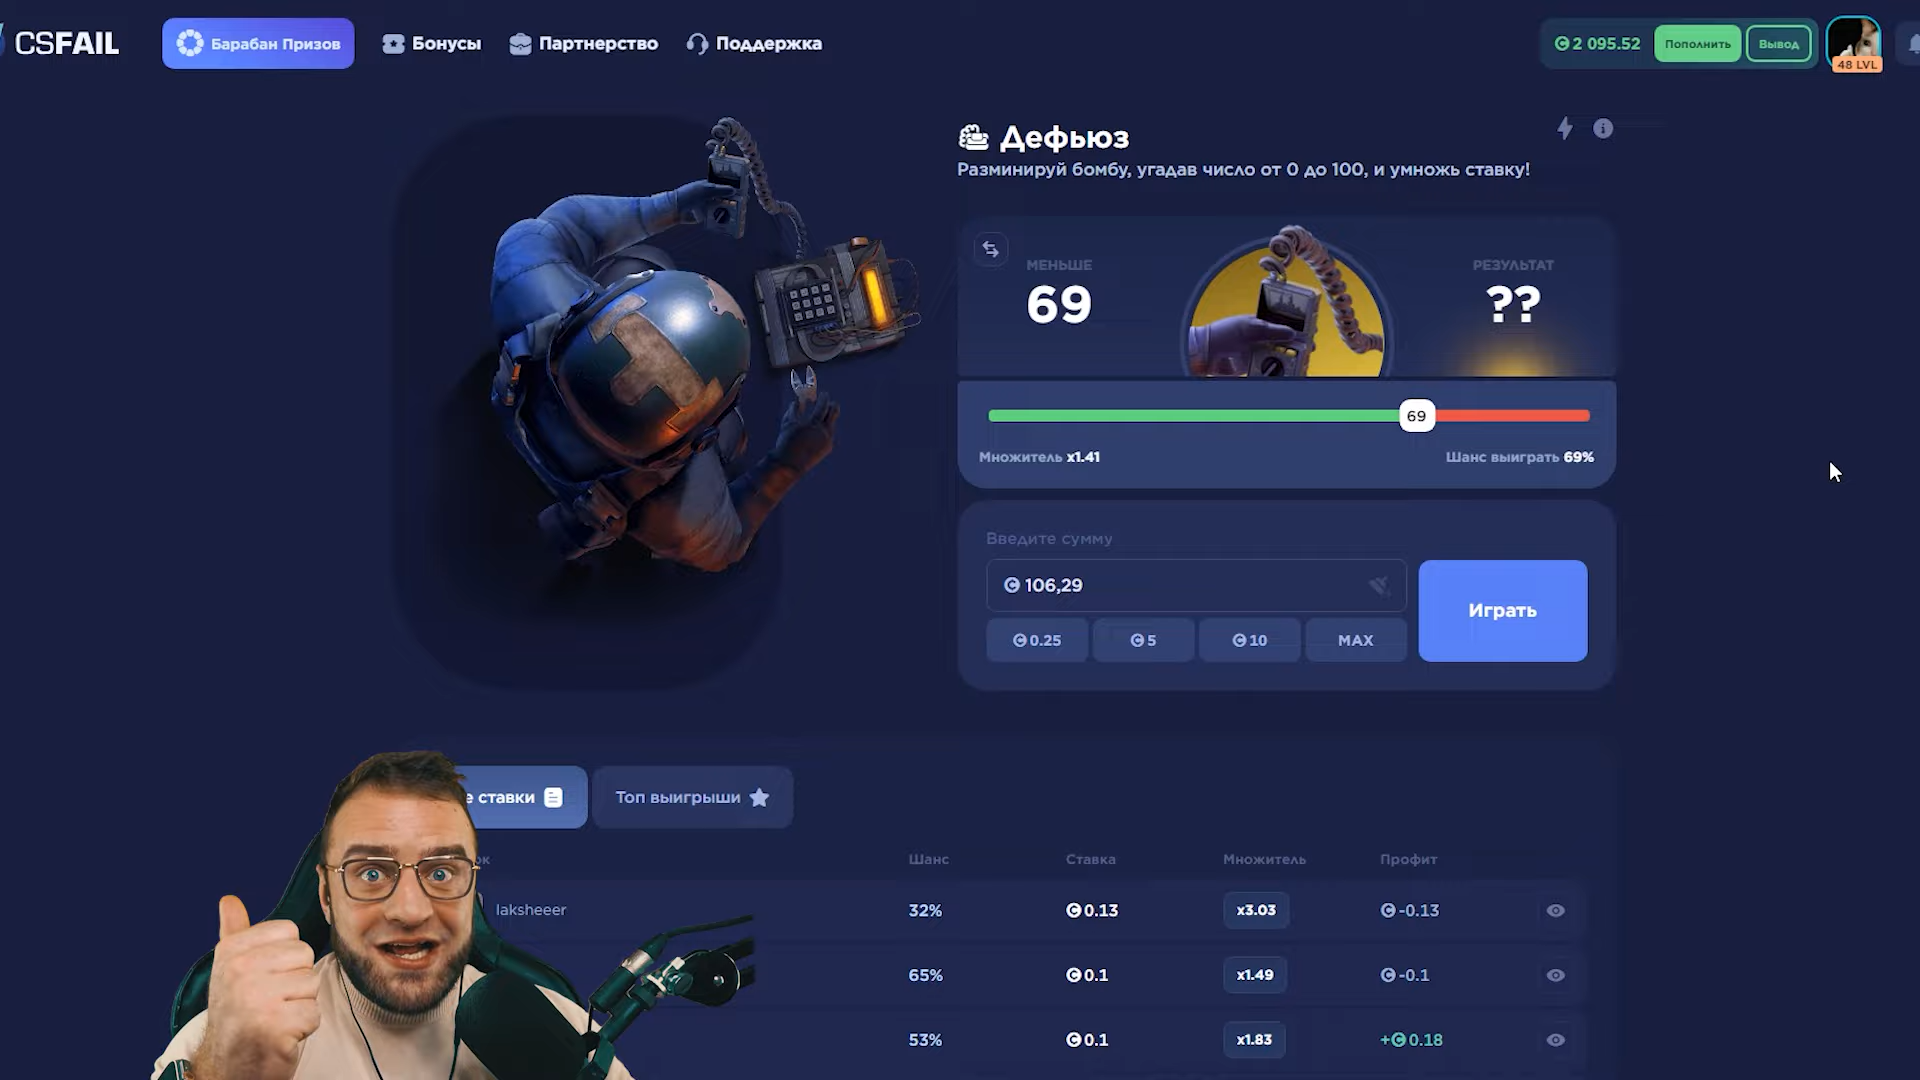 CSFAIL
Барабан Призов
Бонусы
Партнерство
Поддержка
2 095.52
Пополнить
Вывод
48 LVL
Дефьюз
Разминируй бомбу, угадав число от 0 до 100, и умножь ставку!
МЕНЬШЕ
69
РЕЗУЛЬТАТ
??
69
Множитель x1.41
Шанс выиграть 69%
Введите сумму
106,29
Играть
0.25
5
10
MAX
ставки
Топ выигрыши
Шанс
Ставка
Множитель
Профит
laksheeer
32%
0.13
x3.03
-0.13
65%
0.1
x1.49
-0.1
53%
0.1
x1.83
+0.18